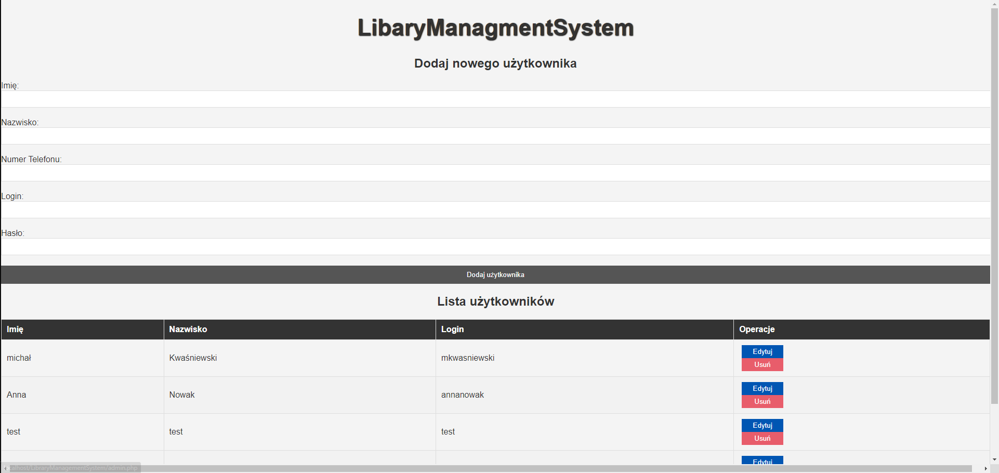 LibaryManagmentSystem
Dodaj nowego użytkownika
Imię:
Nazwisko:
Numer Telefonu:
Login:
Hasło:
Dodaj użytkownika
Lista użytkowników
Imię Nazwisko Login Operacje
michał Kwaśniewski mkwasniewski Edytuj
Usuń
Anna Nowak annanowak Edytuj
Usuń
test test test Edytuj
Usuń
Edytuj
localhost/LibraryManagementSystem/admin.php